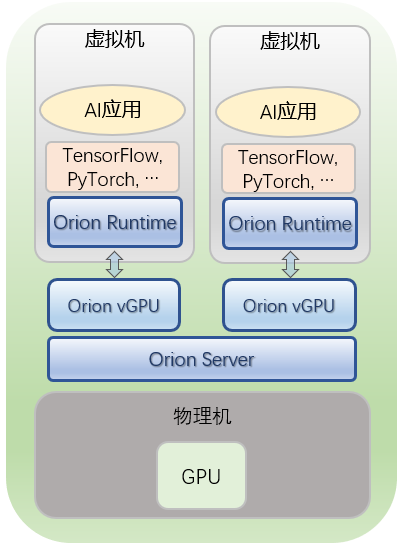 虚拟机
AI应用
TensorFlow,
PyTorch, ...
Orion Runtime
Orion vGPU
虚拟机
AI应用
TensorFlow,
PyTorch, ...
Orion Runtime
Orion vGPU
Orion Server
物理机
GPU